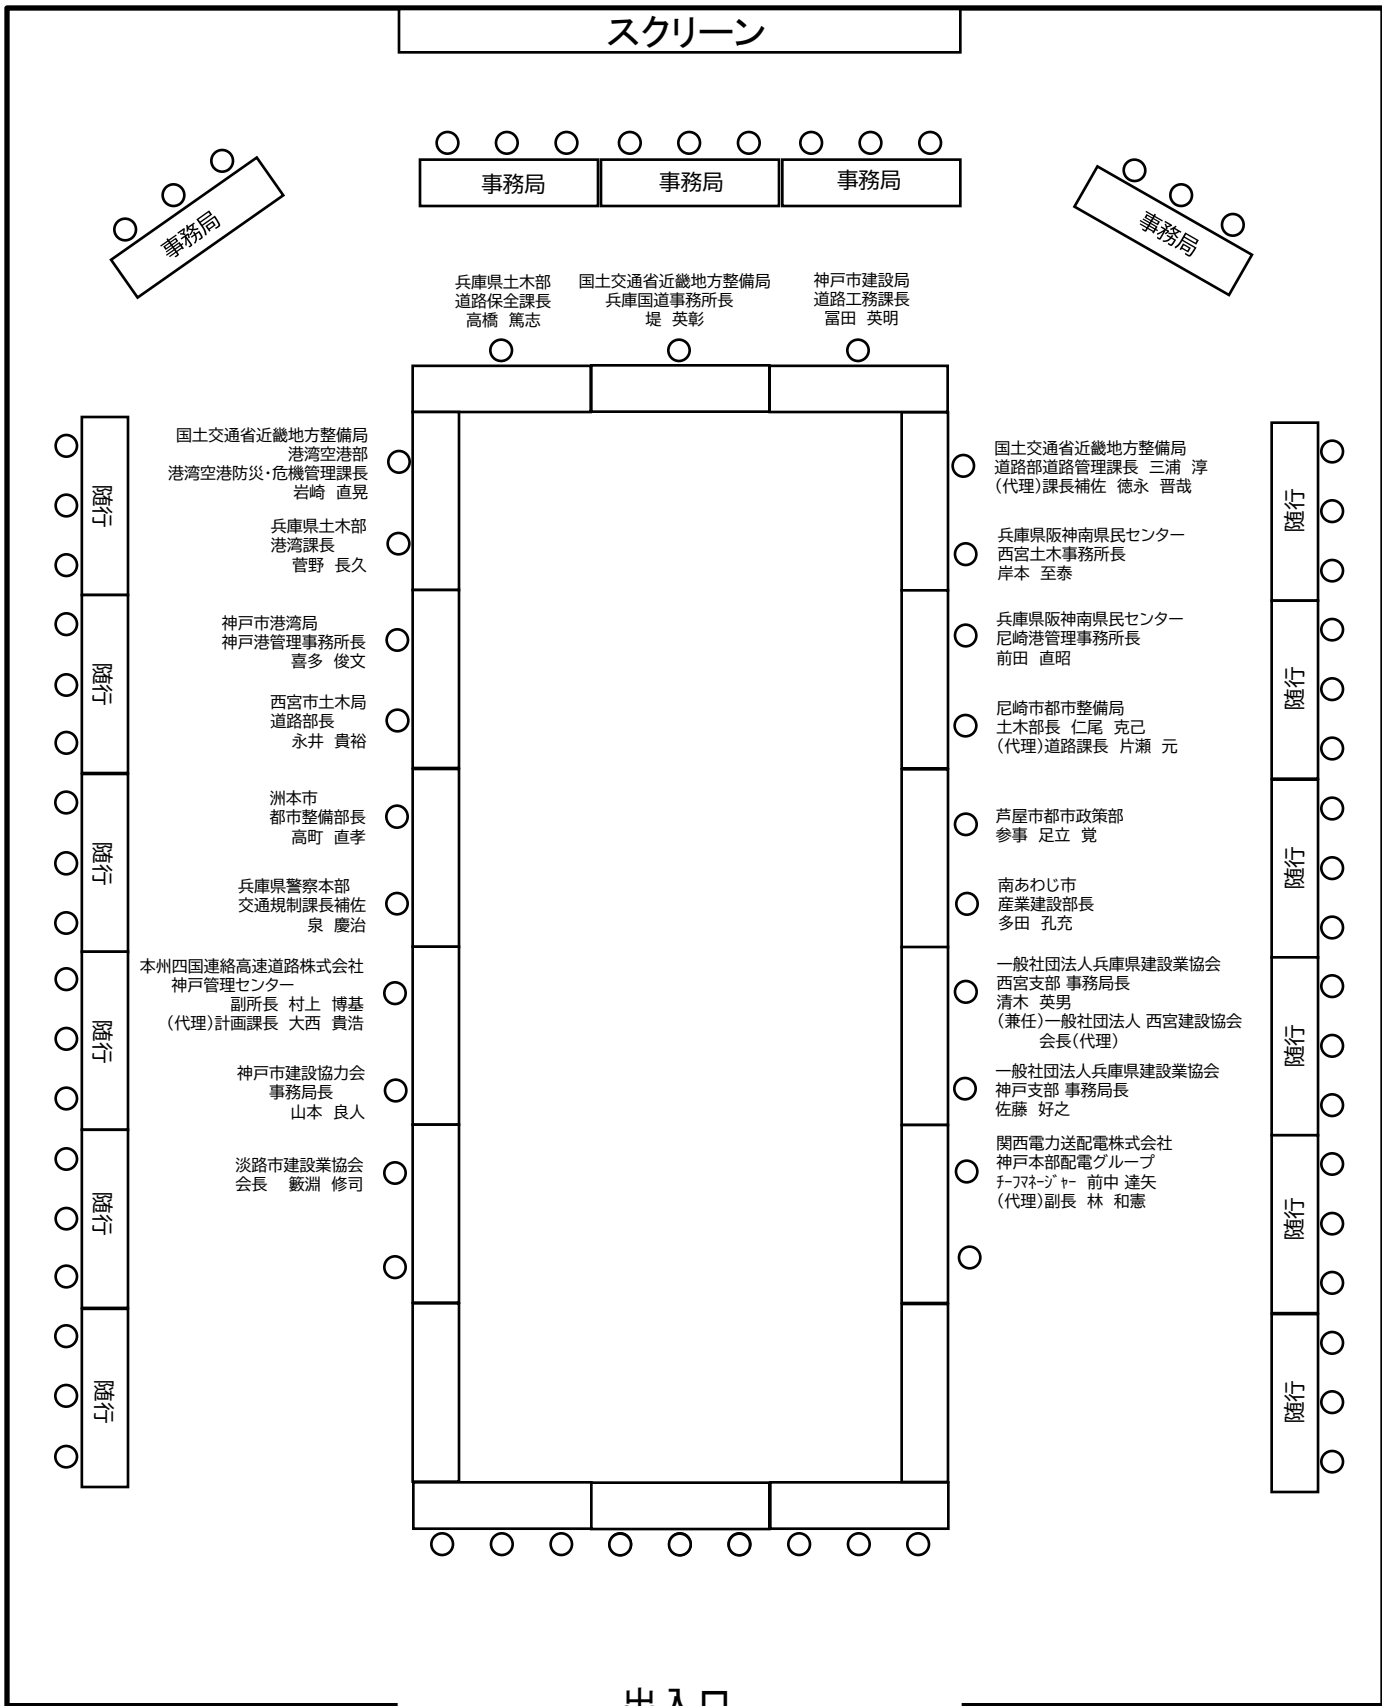 スクリーン
事務局
事務局
事務局
事務局
事務局
兵庫県土木部
道路保全課長
高橋 篤志
国土交通省近畿地方整備局
兵庫国道事務所長
堤 英彰
神戸市建設局
道路工務課長
冨田 英明
国土交通省近畿地方整備局
港湾空港部
港湾空港防災・危機管理課長
岩崎 直晃
兵庫県土木部
港湾課長
菅野 長久
神戸市港湾局
神戸港管理事務所長
喜多 俊文
西宮市土木局
道路部長
永井 貴裕
洲本市
都市整備部長
高町 直孝
兵庫県警察本部
交通規制課長補佐
泉 慶治
本州四国連絡高速道路株式会社
神戸管理センター
副所長 村上 博基
(代理)計画課長 大西 貴浩
神戸市建設協力会
事務局長
山本 良人
淡路市建設業協会
会長 籔淵 修司
国土交通省近畿地方整備局
道路部道路管理課長 三浦 淳
(代理)課長補佐 徳永 晋哉
兵庫県阪神南県民センター
西宮土木事務所長
岸本 至泰
兵庫県阪神南県民センター
尼崎港管理事務所長
前田 直昭
尼崎市都市整備局
土木部長 仁尾 克己
(代理)道路課長 片瀬 元
芦屋市都市政策部
参事 足立 覚
南あわじ市
産業建設部長
多田 孔充
一般社団法人兵庫県建設業協会
西宮支部 事務局長
清木 英男
(兼任)一般社団法人 西宮建設協会
会長(代理)
一般社団法人兵庫県建設業協会
神戸支部 事務局長
佐藤 好之
関西電力送配電株式会社
神戸本部配電グループ
ﾁｰﾌﾏﾈｰｼﾞｬｰ 前中 達矢
(代理)副長 林 和憲
随行
随行
随行
随行
随行
随行
随行
随行
随行
随行
随行
随行
出入口